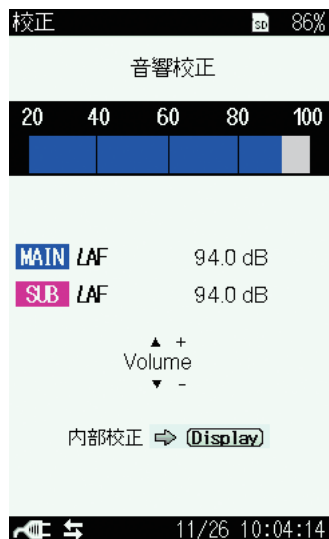 校正 SD 86%
音響校正
20 40 60 80 100
MAIN LAF 94.0 dB
SUB LAF 94.0 dB
▲ +
Volume
▼ -
内部校正 ⇨ Display
11/26 10:04:14